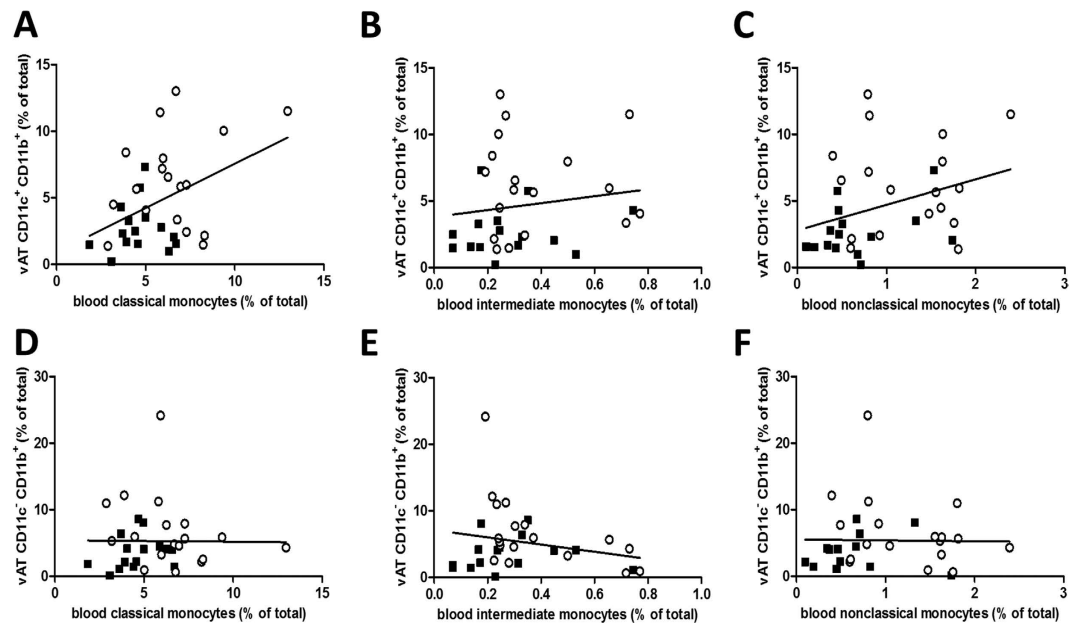 A
vAT CD11c+ CD11b+ (% of total)
15
10
5
0
0
5
10
15
blood classical monocytes (% of total)
B
vAT CD11c+ CD11b+ (% of total)
15
10
5
0
0.0
0.2
0.4
0.6
0.8
1.0
blood intermediate monocytes (% of total)
C
vAT CD11c+ CD11b+ (% of total)
15
10
5
0
0
1
2
3
blood nonclassical monocytes (% of total)
D
vAT CD11c- CD11b+ (% of total)
30
20
10
0
0
5
10
15
blood classical monocytes (% of total)
E
vAT CD11c- CD11b+ (% of total)
30
20
10
0
0.0
0.2
0.4
0.6
0.8
1.0
blood intermediate monocytes (% of total)
F
vAT CD11c- CD11b+ (% of total)
30
20
10
0
0
1
2
3
blood nonclassical monocytes (% of total)